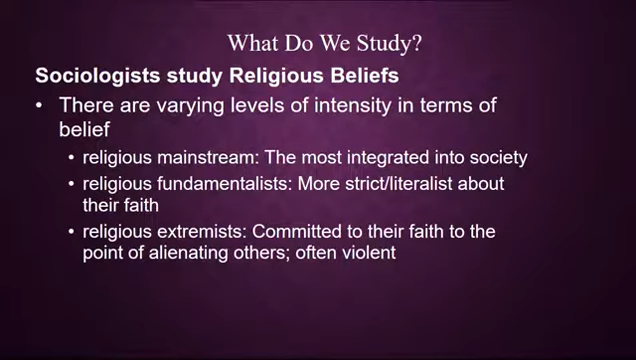 What Do We Study?
Sociologists study Religious Beliefs
• There are varying levels of intensity in terms of
belief
• religious mainstream: The most integrated into society
• religious fundamentalists: More strict/literalist about
their faith
• religious extremists: Committed to their faith to the
point of alienating others; often violent